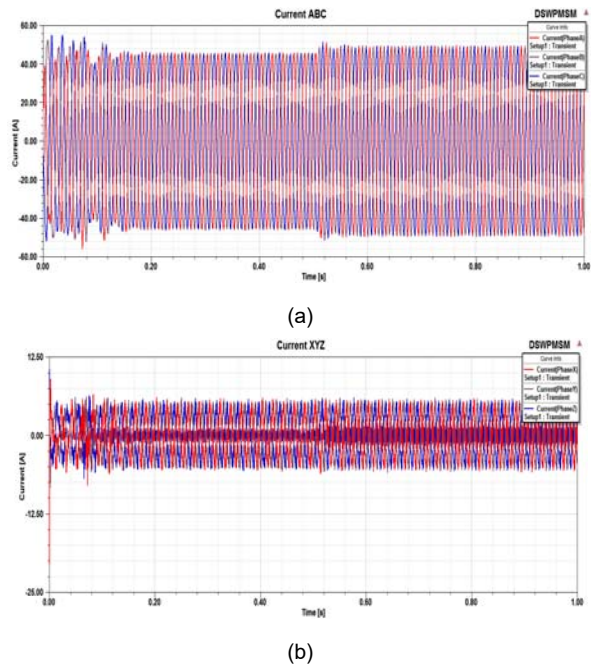 Current ABC
DSWPMSM
Curve Info
Current(PhaseA)
Setup1 : Transient
Current(PhaseB)
Setup1 : Transient
Current(PhaseC)
Setup1 : Transient
60.00
40.00
20.00
0.00
-20.00
-40.00
-60.00
Current [A]
0.00 0.20 0.40 0.60 0.80 1.00
Time [s]
(a)
Current XYZ
DSWPMSM
Curve Info
Current(PhaseX)
Setup1 : Transient
Current(PhaseY)
Setup1 : Transient
Current(PhaseZ)
Setup1 : Transient
12.50
0.00
-12.50
-25.00
Current [A]
0.00 0.20 0.40 0.60 0.80 1.00
Time [s]
(b)